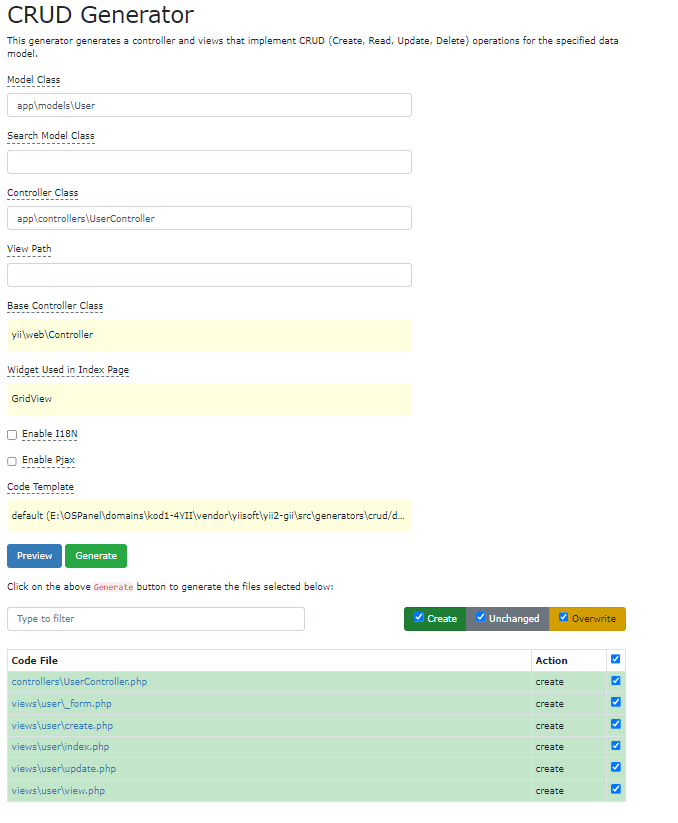 CRUD Generator
This generator generates a controller and views that implement CRUD (Create, Read, Update, Delete) operations for the specified data
model.
Model Class
app\models\User
Search Model Class
Controller Class
app\controllers\UserController
View Path
Base Controller Class
yii\web\Controller
Widget Used in Index Page
GridView
Enable I18N
Enable Pjax
Code Template
default (E:\OSPanel\domains\kod1-4YII\vendor\yiisoft\yii2-gii\src\generators\crud/d...
Preview Generate
Click on the above Generate button to generate the files selected below:
Type to filter Create Unchanged Overwrite
Code File Action
controllers\UserController.php create
views\user\_form.php create
views\user\create.php create
views\user\index.php create
views\user\update.php create
views\user\view.php create